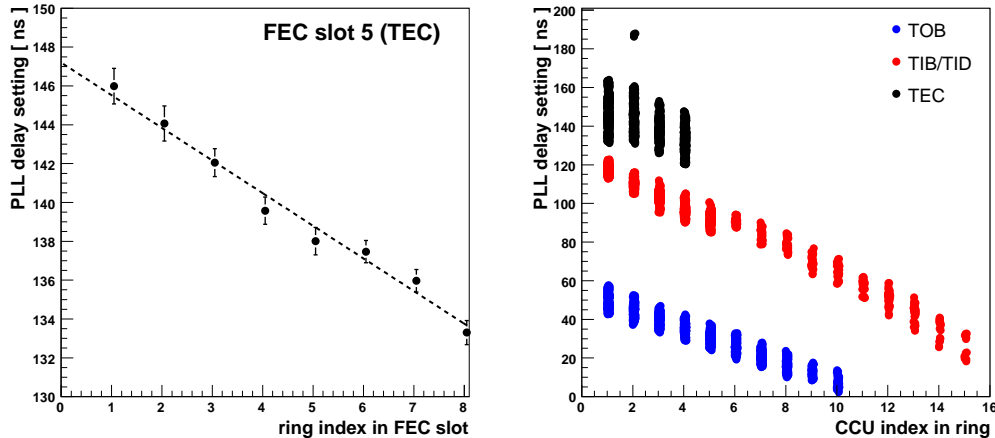 FEC slot 5 (TEC)
PLL delay setting [ ns ]
150
148
146
144
142
140
138
136
134
132
130
0 1 2 3 4 5 6 7 8
ring index in FEC slot
TOB
TIB/TID
TEC
PLL delay setting [ ns ]
200
180
160
140
120
100
80
60
40
20
0
0 2 4 6 8 10 12 14 16
CCU index in ring